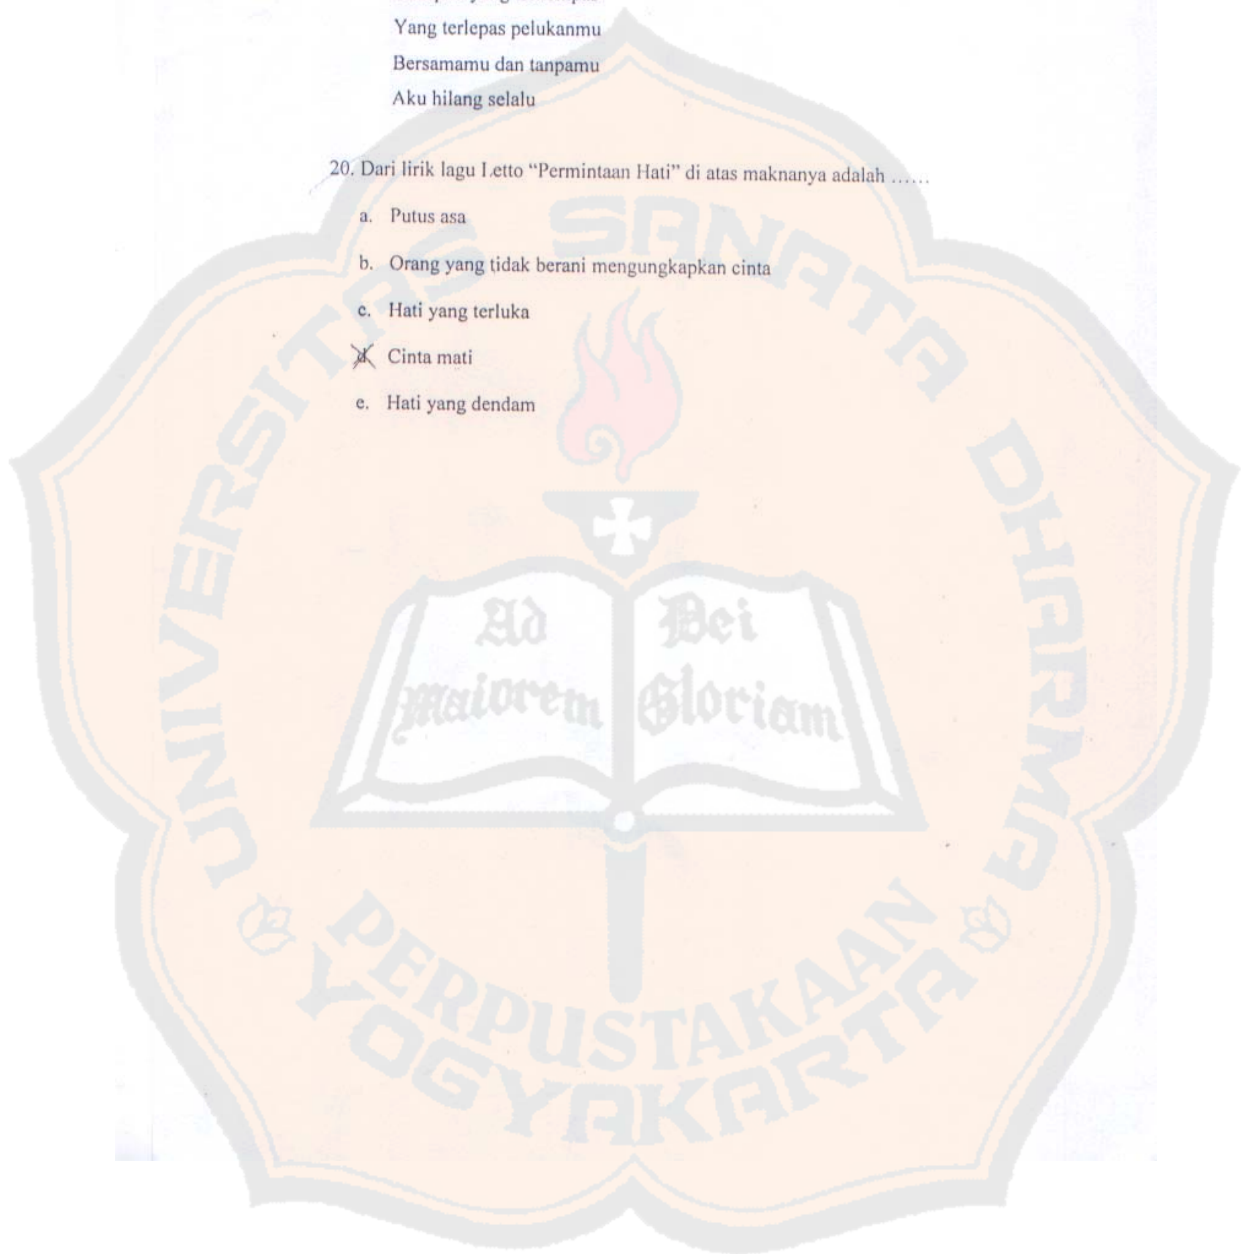 Yang terlepas pelukanmu
Bersamamu dan tanpamu
Aku hilang selalu
20. Dari lirik lagu Letto “Permintaan Hati” di atas maknanya adalah ……
a. Putus asa
b. Orang yang tidak berani mengungkapkan cinta
c. Hati yang terluka
d. Cinta mati
e. Hati yang dendam
UNIVERSITAS SANATA DHARMA
Ad Dei
maiorem Gloriam
PERPUSTAKAAN
YOGYAKARTA